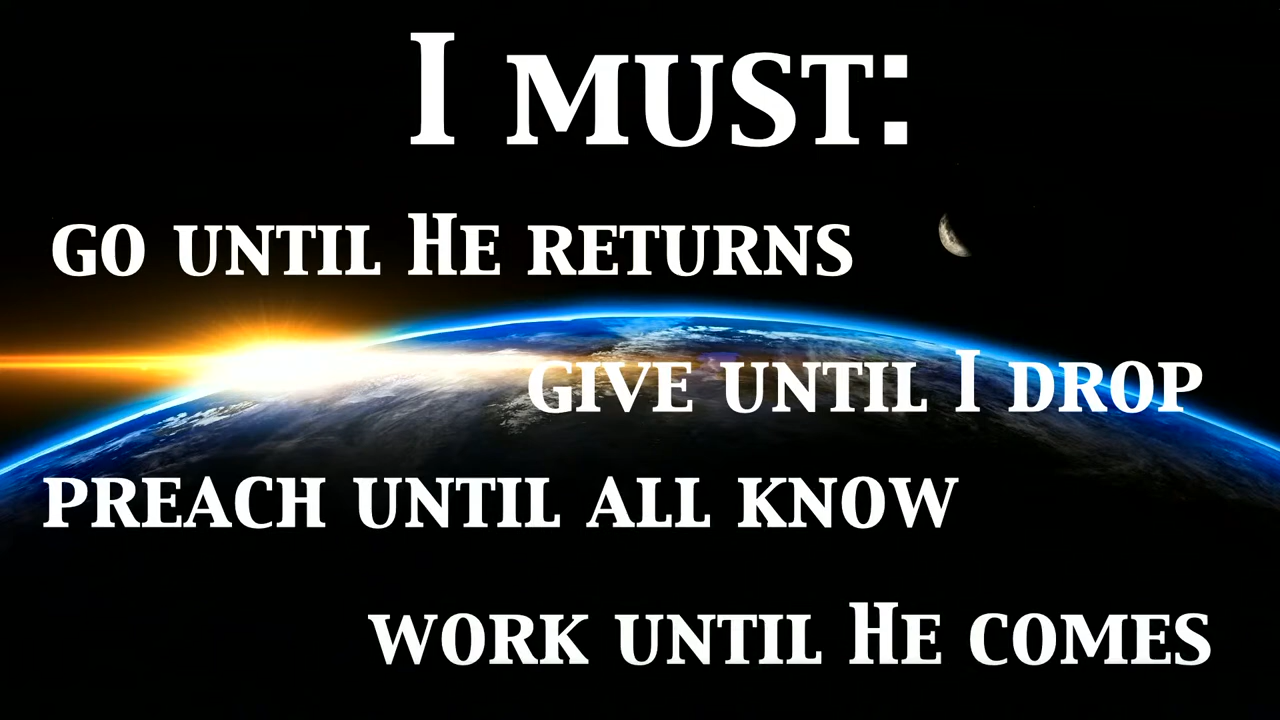 I must:
go until He returns
give until I drop
preach until all know
work until He comes